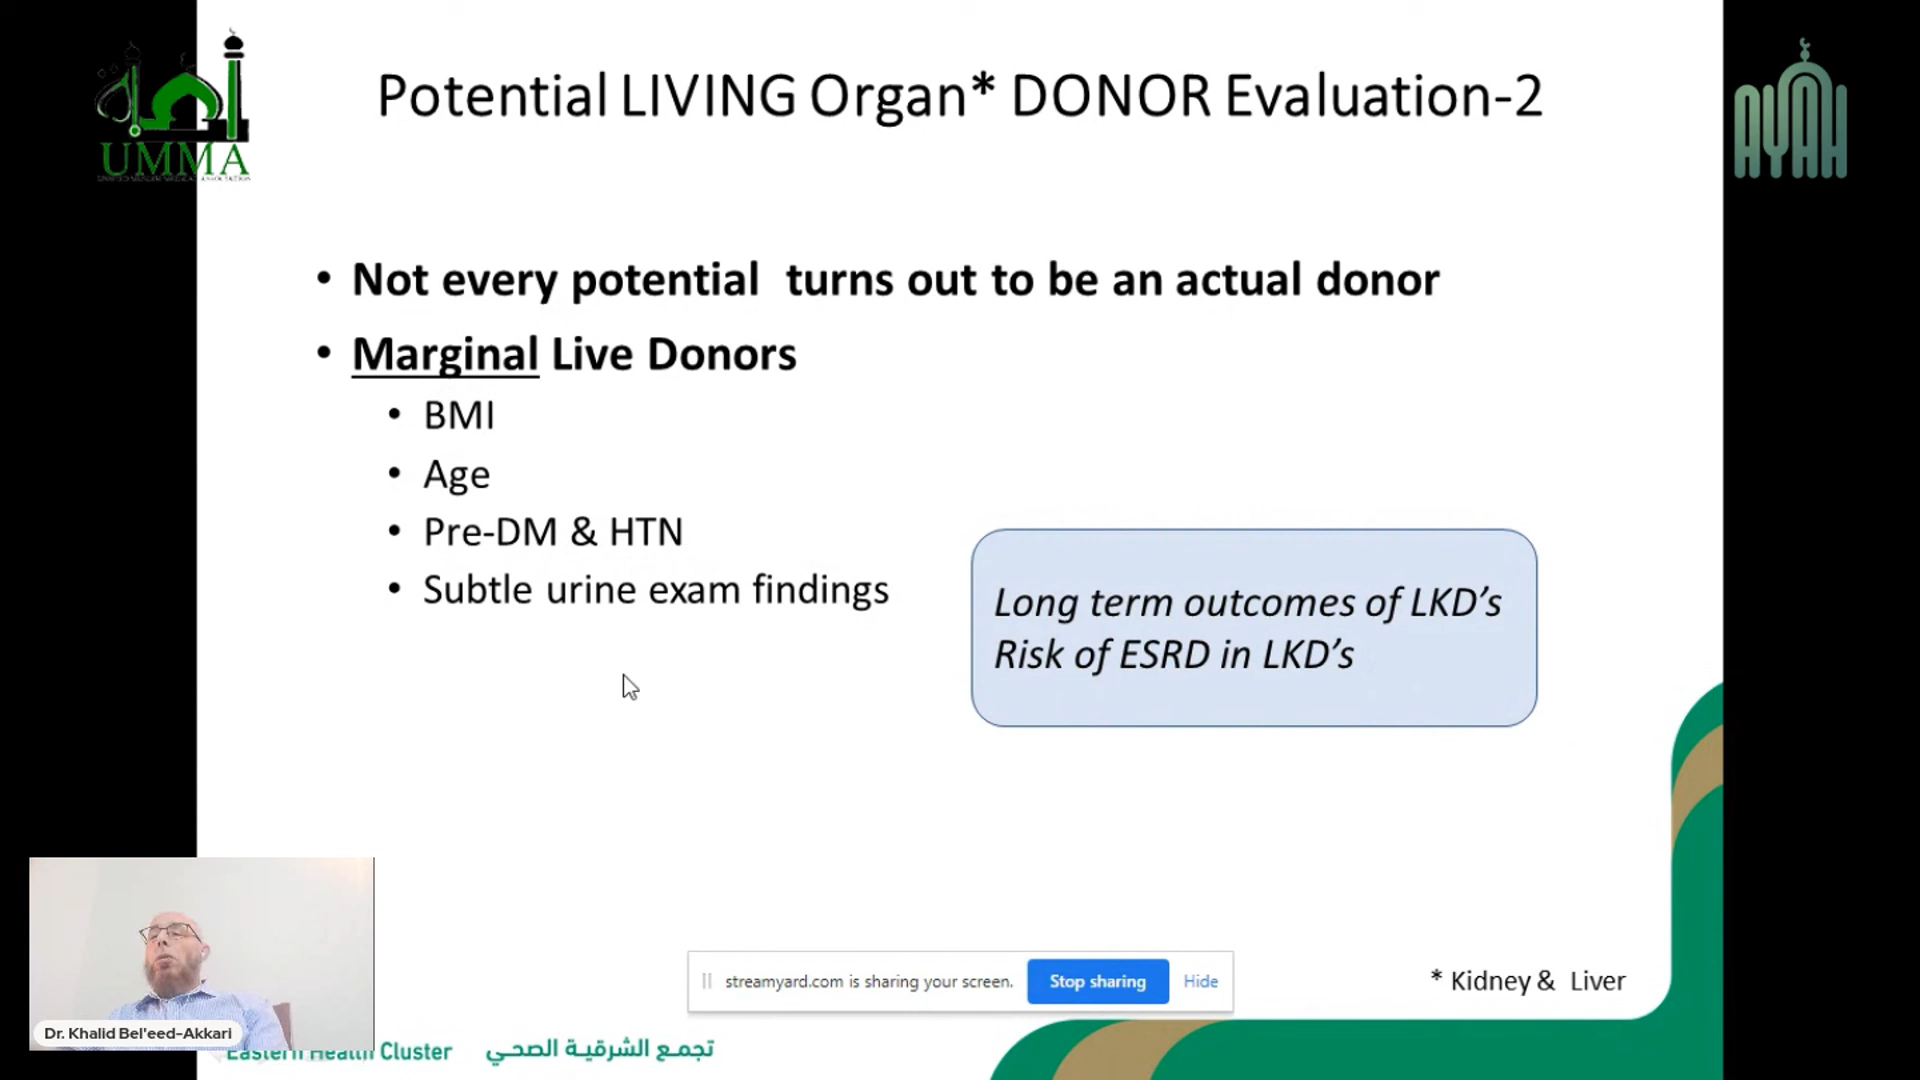 UMMA
AYAH
Potential LIVING Organ* DONOR Evaluation-2
• Not every potential  turns out to be an actual donor
• Marginal Live Donors
• BMI
• Age
• Pre-DM & HTN
• Subtle urine exam findings
Long term outcomes of LKD’s
Risk of ESRD in LKD’s
* Kidney &  Liver
streamyard.com is sharing your screen.
Stop sharing
Hide
Dr. Khalid Bel'eed-Akkari
Eastern Health Cluster
تجمع الشرقية الصحي